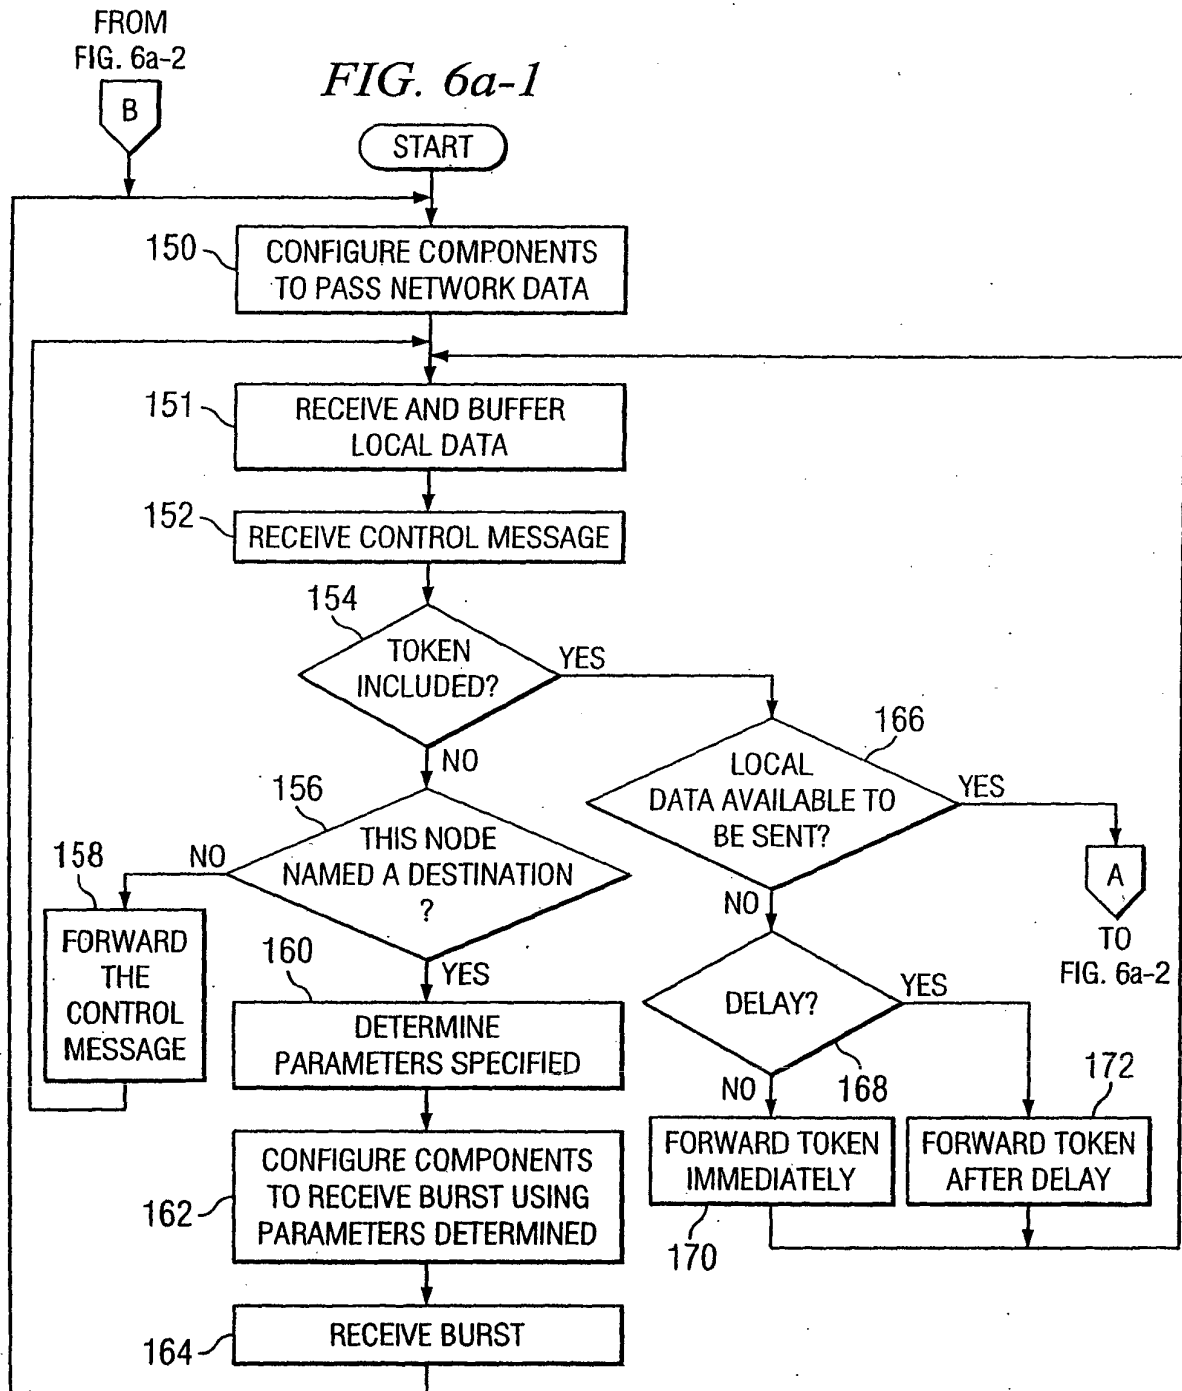 FROM
FIG. 6a-2
B
FIG. 6a-1
START
150
CONFIGURE COMPONENTS
TO PASS NETWORK DATA
151
RECEIVE AND BUFFER
LOCAL DATA
152
RECEIVE CONTROL MESSAGE
154
TOKEN
INCLUDED?
YES
NO
166
LOCAL
DATA AVAILABLE TO
BE SENT?
YES
NO
A
TO
FIG. 6a-2
156
THIS NODE
NAMED A DESTINATION
?
NO
YES
158
FORWARD
THE
CONTROL
MESSAGE
160
DETERMINE
PARAMETERS SPECIFIED
DELAY?
YES
NO
168
172
FORWARD TOKEN
IMMEDIATELY
170
FORWARD TOKEN
AFTER DELAY
162
CONFIGURE COMPONENTS
TO RECEIVE BURST USING
PARAMETERS DETERMINED
164
RECEIVE BURST